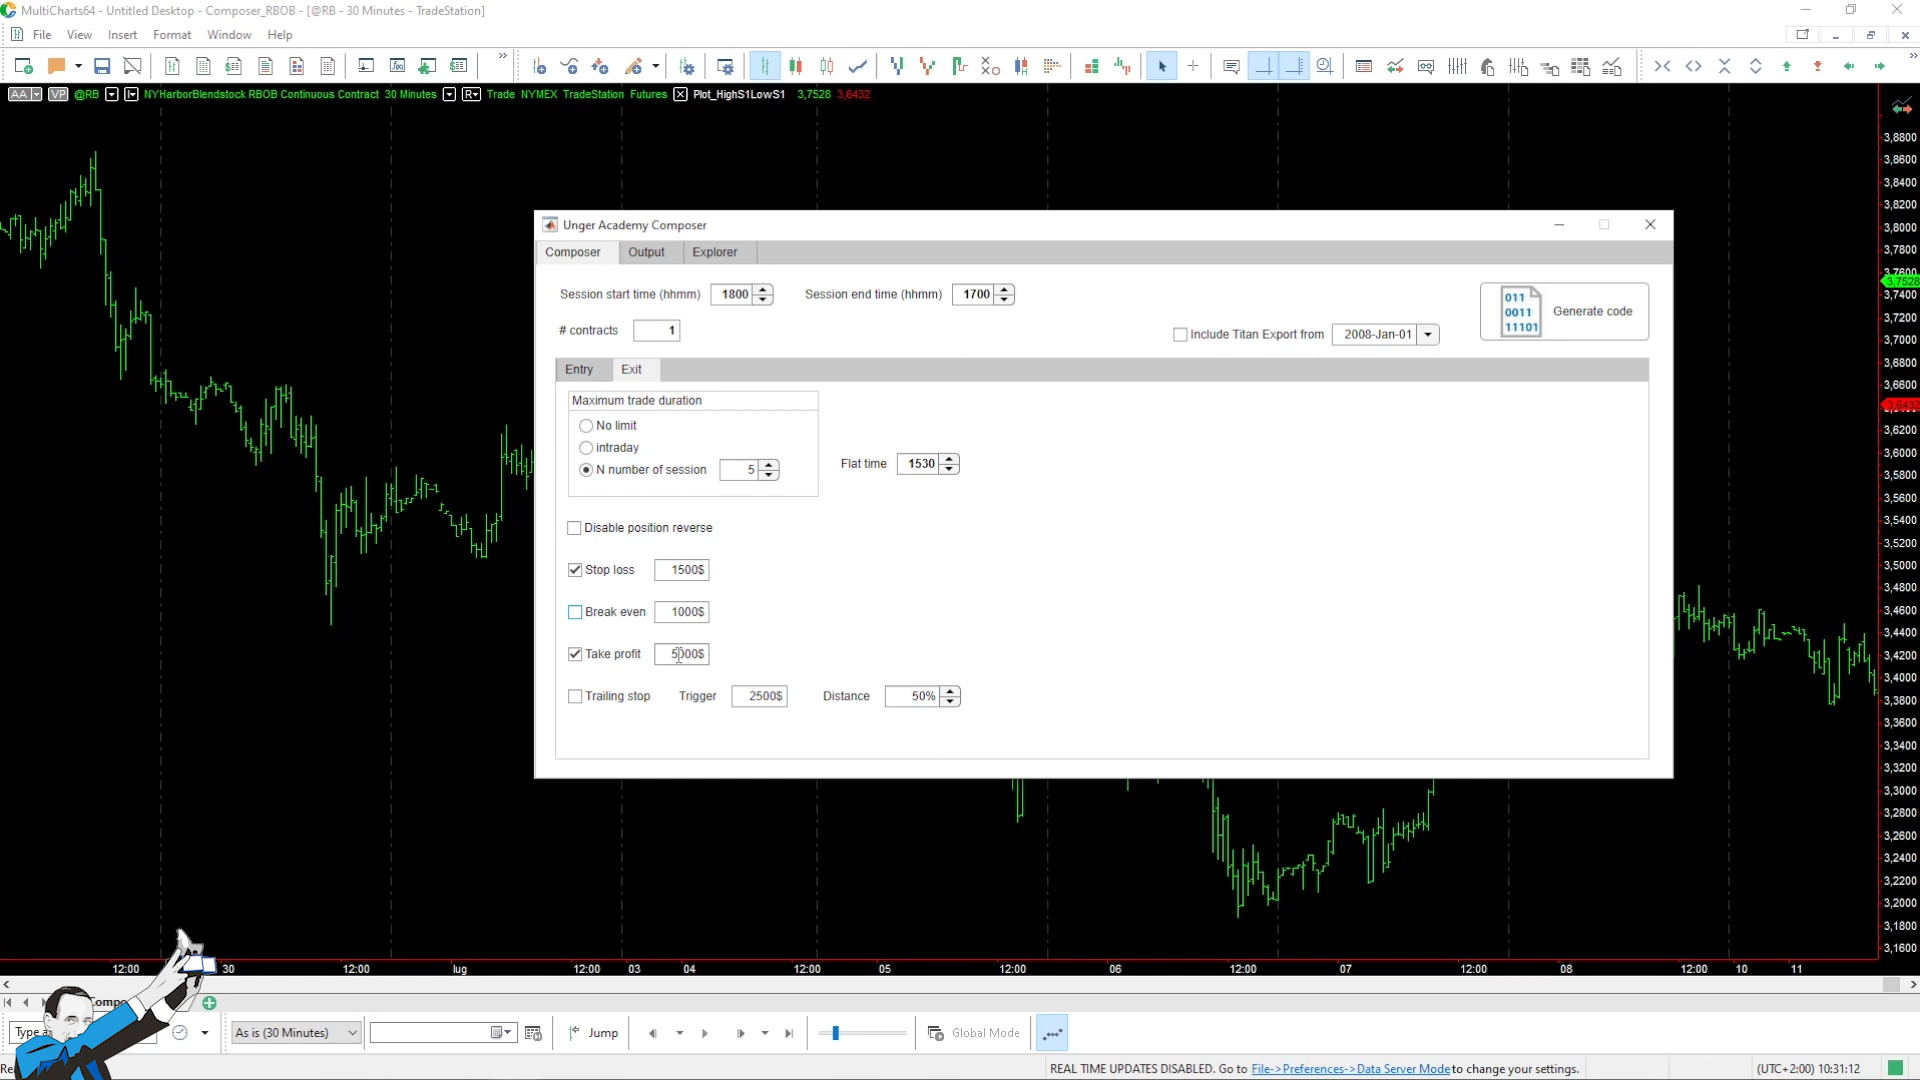 MultiCharts64 - Untitled Desktop - Composer_RBOB - [@RB - 30 Minutes - TradeStation]
File View Insert Format Window Help
AA VP @RB NYHarborBlendstock RBOB Continuous Contract 30 Minutes R Trade NYMEX TradeStation Futures Plot_HighS1LowS1 3,7528 3,6432
3,8800
3,8600
3,8400
3,8200
3,8000
3,7800
3,7600
3,7528
3,7400
3,7200
3,7000
3,6800
3,6600
3,6432
3,6200
3,6000
3,5800
3,5600
3,5400
3,5200
3,5000
3,4800
3,4600
3,4400
3,4200
3,4000
3,3800
3,3600
3,3400
3,3200
3,3000
3,2800
3,2600
3,2400
3,2200
3,2000
3,1800
3,1600
Unger Academy Composer
Composer Output Explorer
Session start time (hhmm) 1800 Session end time (hhmm) 1700
# contracts 1
Include Titan Export from 2008-Jan-01
011
0011
11101
Generate code
Entry Exit
Maximum trade duration
No limit
intraday
N number of session 5
Flat time 1530
Disable position reverse
Stop loss 1500$
Break even 1000$
Take profit 5000$
Trailing stop Trigger 2500$ Distance 50%
12:00 30 12:00 lug 12:00 03 04 12:00 05 12:00 06 12:00 07 12:00 08 12:00 10 11
As is (30 Minutes) Jump Global Mode
REAL TIME UPDATES DISABLED. Go to File->Preferences->Data Server Mode to change your settings. (UTC+2:00) 10:31:12